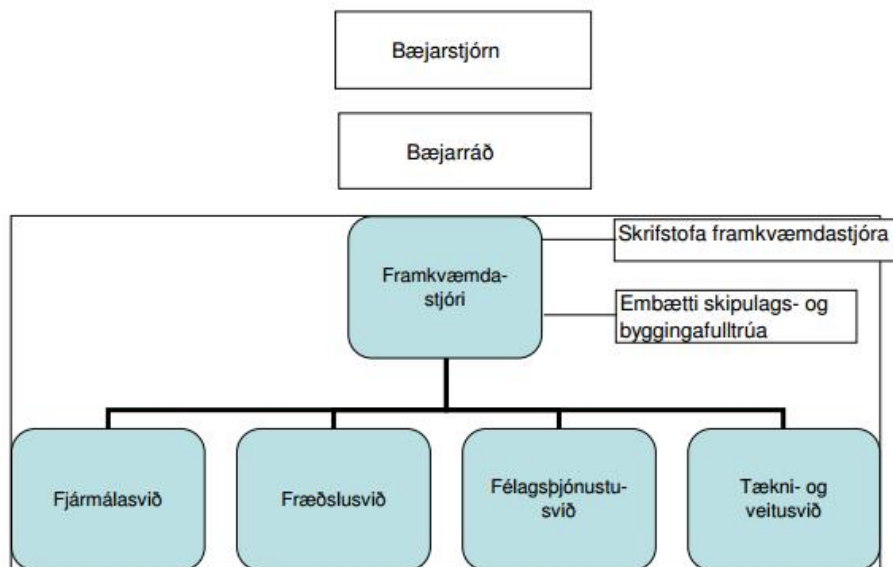 Bæjarstjórn
Bæjarráð
Skrifstofa framkvæmdastjóra
Framkvæmda-
stjóri
Embætti skipulags- og
byggingafulltrúa
Fjármálasvið
Fræðslusvið
Félagsþjónustu-
svið
Tækni- og
veitusvið